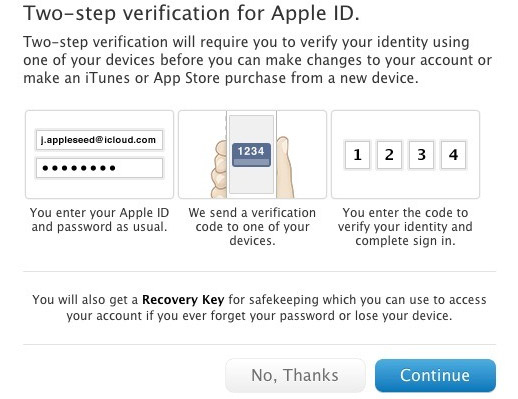 Two-step verification for Apple ID.
Two-step verification will require you to verify your identity using
one of your devices before you can make changes to your account or
make an iTunes or App Store purchase from a new device.
j.appleseed@icloud.com
••••••••
1234
1 2 3 4
You enter your Apple ID
and password as usual.
We send a verification
code to one of your
devices.
You enter the code to
verify your identity and
complete sign in.
You will also get a Recovery Key for safekeeping which you can use to access
your account if you ever forget your password or lose your device.
No, Thanks
Continue